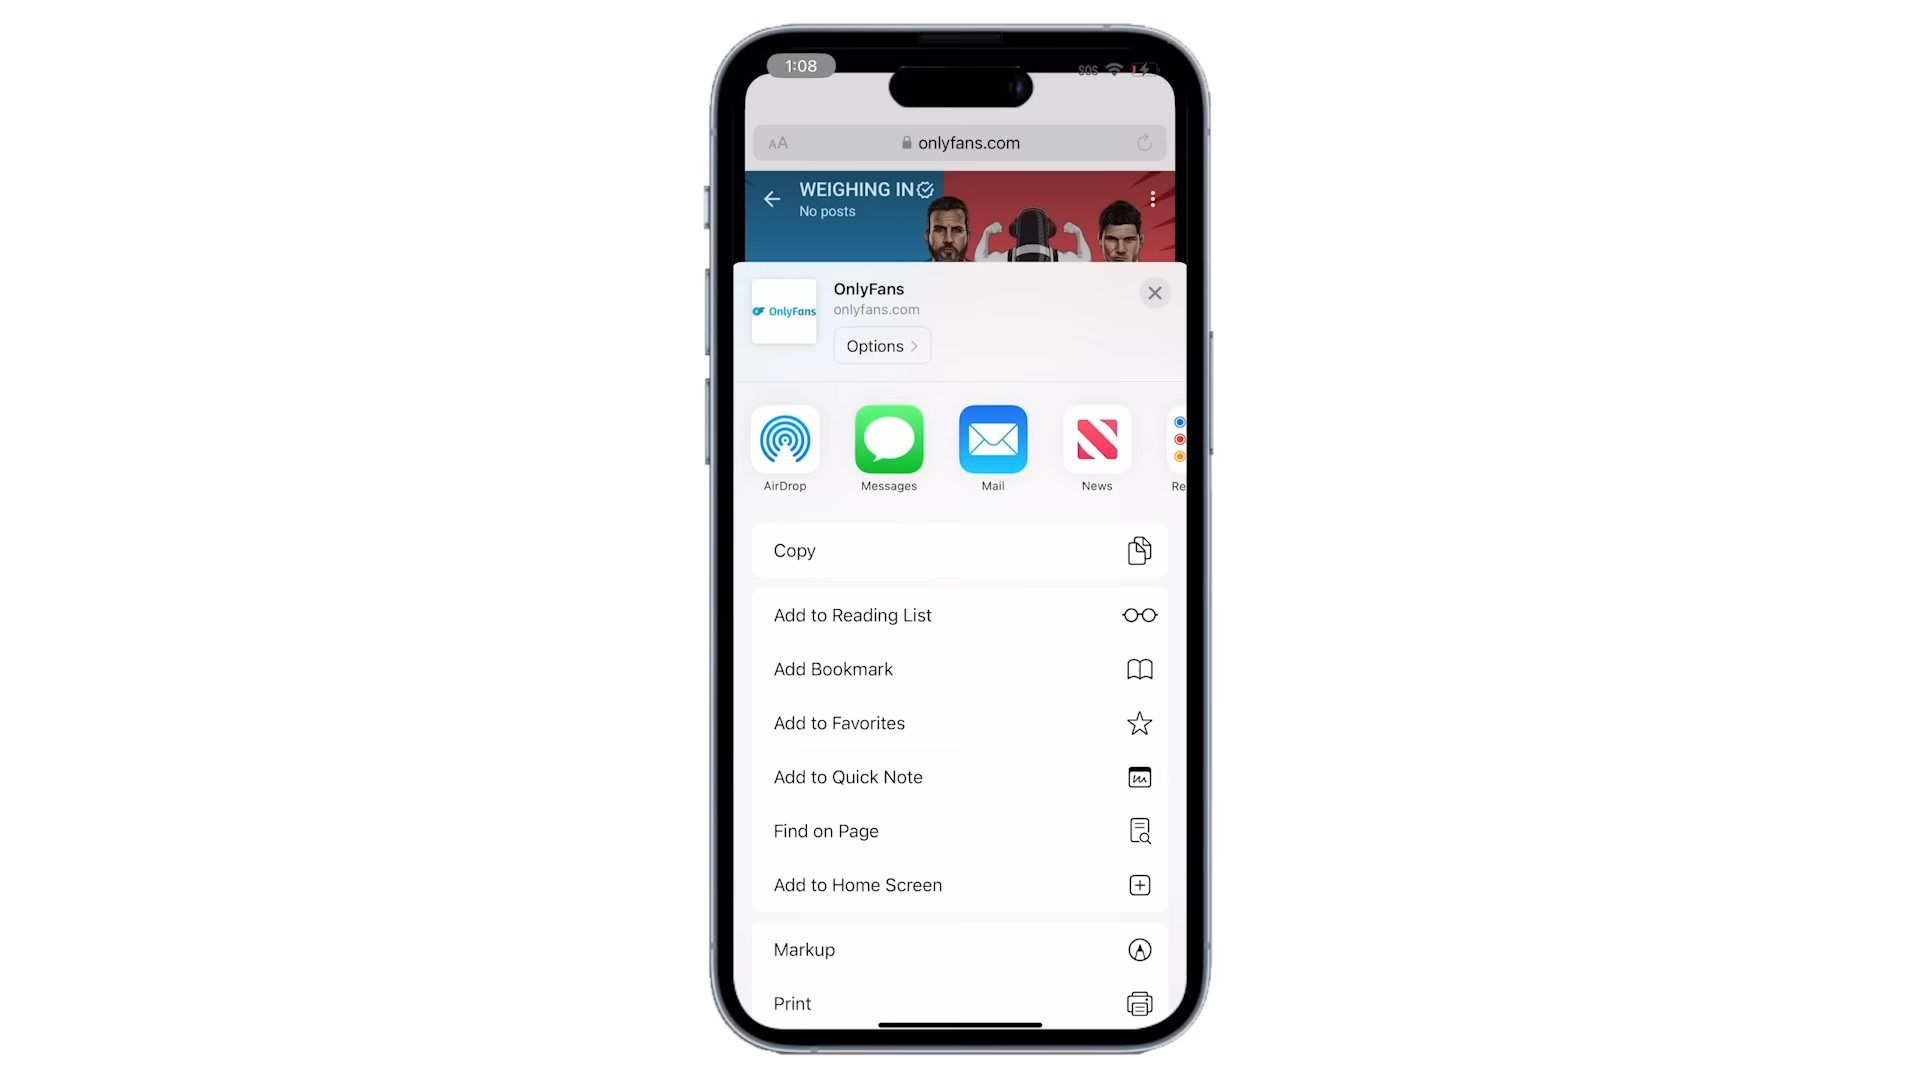 1:08
SOS
AA
onlyfans.com
WEIGHING IN
No posts
OnlyFans
OnlyFans
onlyfans.com
Options
AirDrop
Messages
Mail
News
Re
Copy
Add to Reading List
Add Bookmark
Add to Favorites
Add to Quick Note
Find on Page
Add to Home Screen
Markup
Print